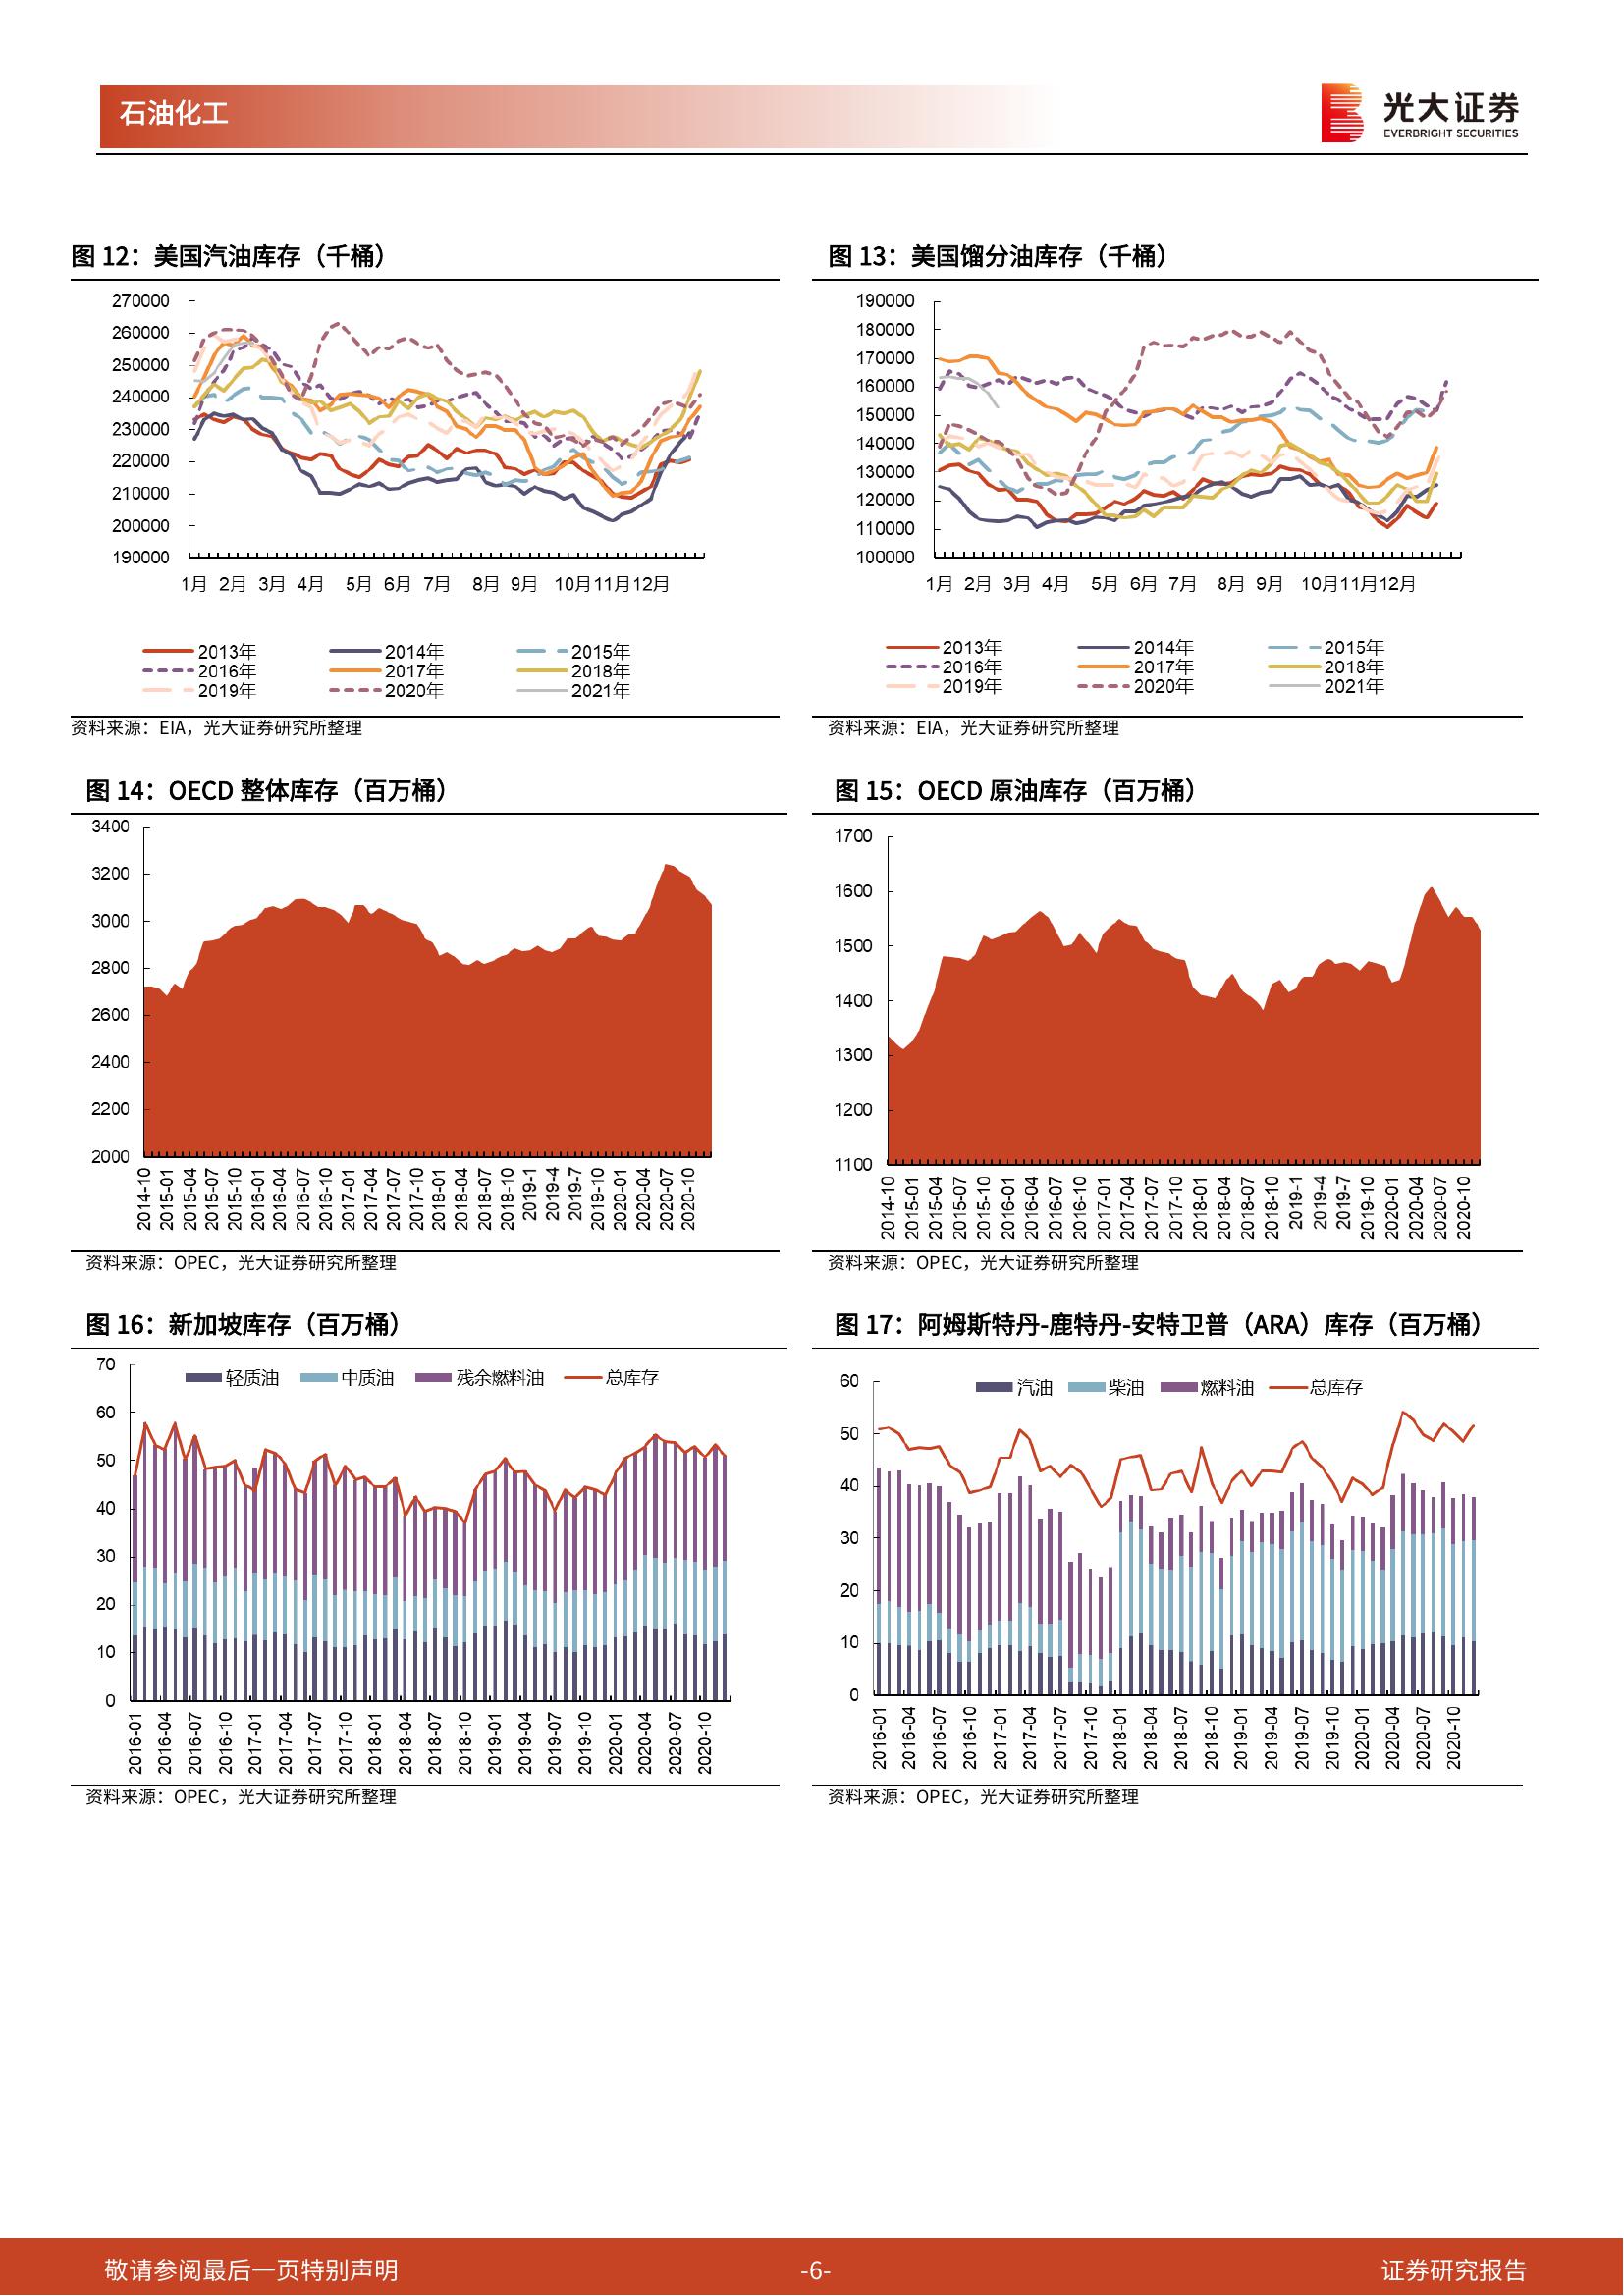 石油化工
光大证券
EVERBRIGHT SECURITIES
图 12：美国汽油库存（千桶）
270000
260000
250000
240000
230000
220000
210000
200000
190000
1月 2月 3月 4月 5月 6月 7月 8月 9月 10月11月12月
2013年 2014年 2015年
2016年 2017年 2018年
2019年 2020年 2021年
资料来源：EIA，光大证券研究所整理
图 13：美国馏分油库存（千桶）
190000
180000
170000
160000
150000
140000
130000
120000
110000
100000
1月 2月 3月 4月 5月 6月 7月 8月 9月 10月11月12月
2013年 2014年 2015年
2016年 2017年 2018年
2019年 2020年 2021年
资料来源：EIA，光大证券研究所整理
图 14：OECD 整体库存（百万桶）
3400
3200
3000
2800
2600
2400
2200
2000
2014-10 2015-01 2015-04 2015-07 2015-10 2016-01 2016-04 2016-07 2016-10 2017-01 2017-04 2017-07 2017-10 2018-01 2018-04 2018-07 2018-10 2019-1 2019-4 2019-7 2019-10 2020-01 2020-04 2020-07 2020-10
资料来源：OPEC，光大证券研究所整理
图 15：OECD 原油库存（百万桶）
1700
1600
1500
1400
1300
1200
1100
2014-10 2015-01 2015-04 2015-07 2015-10 2016-01 2016-04 2016-07 2016-10 2017-01 2017-04 2017-07 2017-10 2018-01 2018-04 2018-07 2018-10 2019-1 2019-4 2019-7 2019-10 2020-01 2020-04 2020-07 2020-10
资料来源：OPEC，光大证券研究所整理
图 16：新加坡库存（百万桶）
轻质油 中质油 残余燃料油 总库存
70
60
50
40
30
20
10
0
2016-01 2016-04 2016-07 2016-10 2017-01 2017-04 2017-07 2017-10 2018-01 2018-04 2018-07 2018-10 2019-01 2019-04 2019-07 2019-10 2020-01 2020-04 2020-07 2020-10
资料来源：OPEC，光大证券研究所整理
图 17：阿姆斯特丹-鹿特丹-安特卫普（ARA）库存（百万桶）
汽油 柴油 燃料油 总库存
60
50
40
30
20
10
0
2016-01 2016-04 2016-07 2016-10 2017-01 2017-04 2017-07 2017-10 2018-01 2018-04 2018-07 2018-10 2019-01 2019-04 2019-07 2019-10 2020-01 2020-04 2020-07 2020-10
资料来源：OPEC，光大证券研究所整理
敬请参阅最后一页特别声明
-6-
证券研究报告